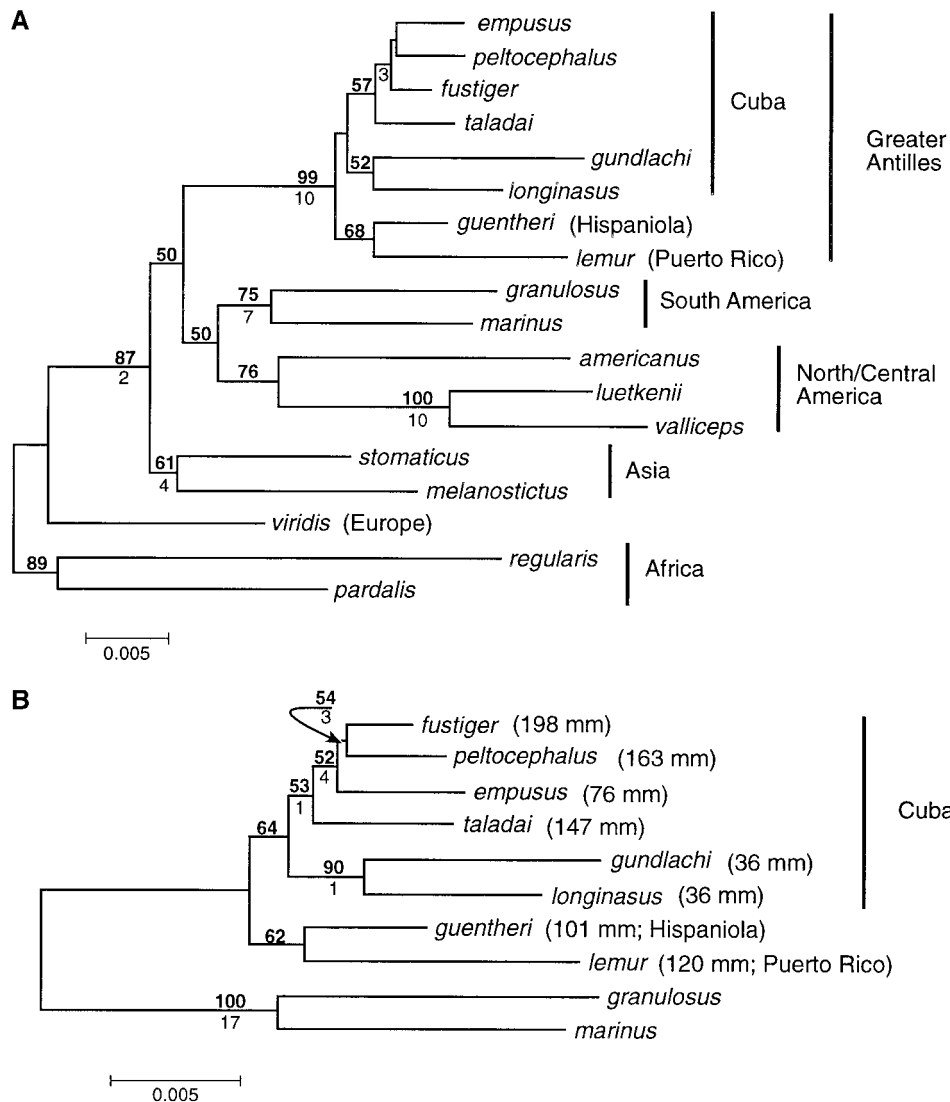 A
empusus
peltocephalus
3
57
fustiger
Cuba
taladai
Greater
Antilles
52
gundlachi
99
10
longinasus
68
guentheri (Hispaniola)
lemur (Puerto Rico)
50
75
7
granulosus
South America
marinus
50
87
2
76
americanus
North/Central
America
100
10
luetkenii
valliceps
61
4
stomaticus
Asia
melanostictus
viridis (Europe)
89
regularis
Africa
pardalis
0.005
B
54
3
fustiger (198 mm)
52
4
peltocephalus (163 mm)
53
1
empusus (76 mm)
taladai (147 mm)
Cuba
64
90
1
gundlachi (36 mm)
longinasus (36 mm)
62
guentheri (101 mm; Hispaniola)
lemur (120 mm; Puerto Rico)
100
17
granulosus
marinus
0.005